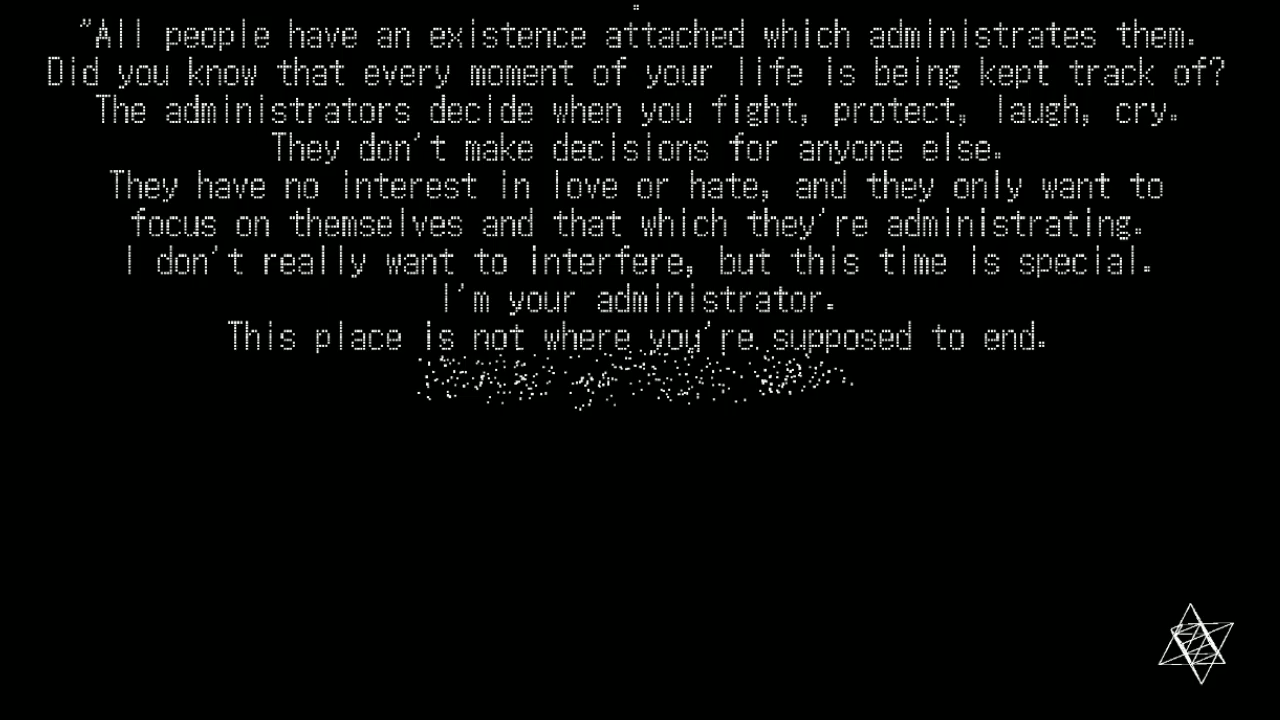 "All people have an existence attached which administrates them.
Did you know that every moment of your life is being kept track of?
The administrators decide when you fight, protect, laugh, cry.
They don't make decisions for anyone else.
They have no interest in love or hate, and they only want to
focus on themselves and that which they're administrating.
I don't really want to interfere, but this time is special.
I'm your administrator.
This place is not where you're supposed to end.